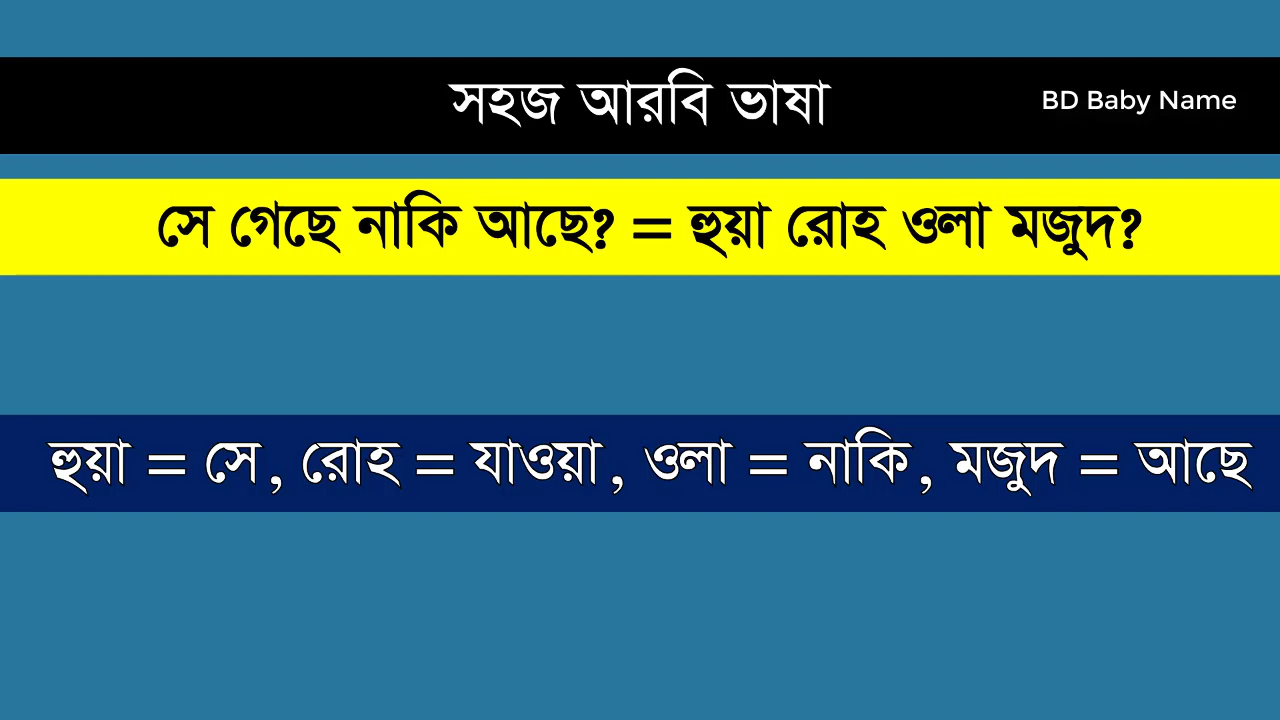 সহজ আরবি ভাষা
BD Baby Name
সে গেছে নাকি আছে? = হুয়া রোহ ওলা মজুদ?
হুয়া = সে, রোহ = যাওয়া, ওলা = নাকি, মজুদ = আছে